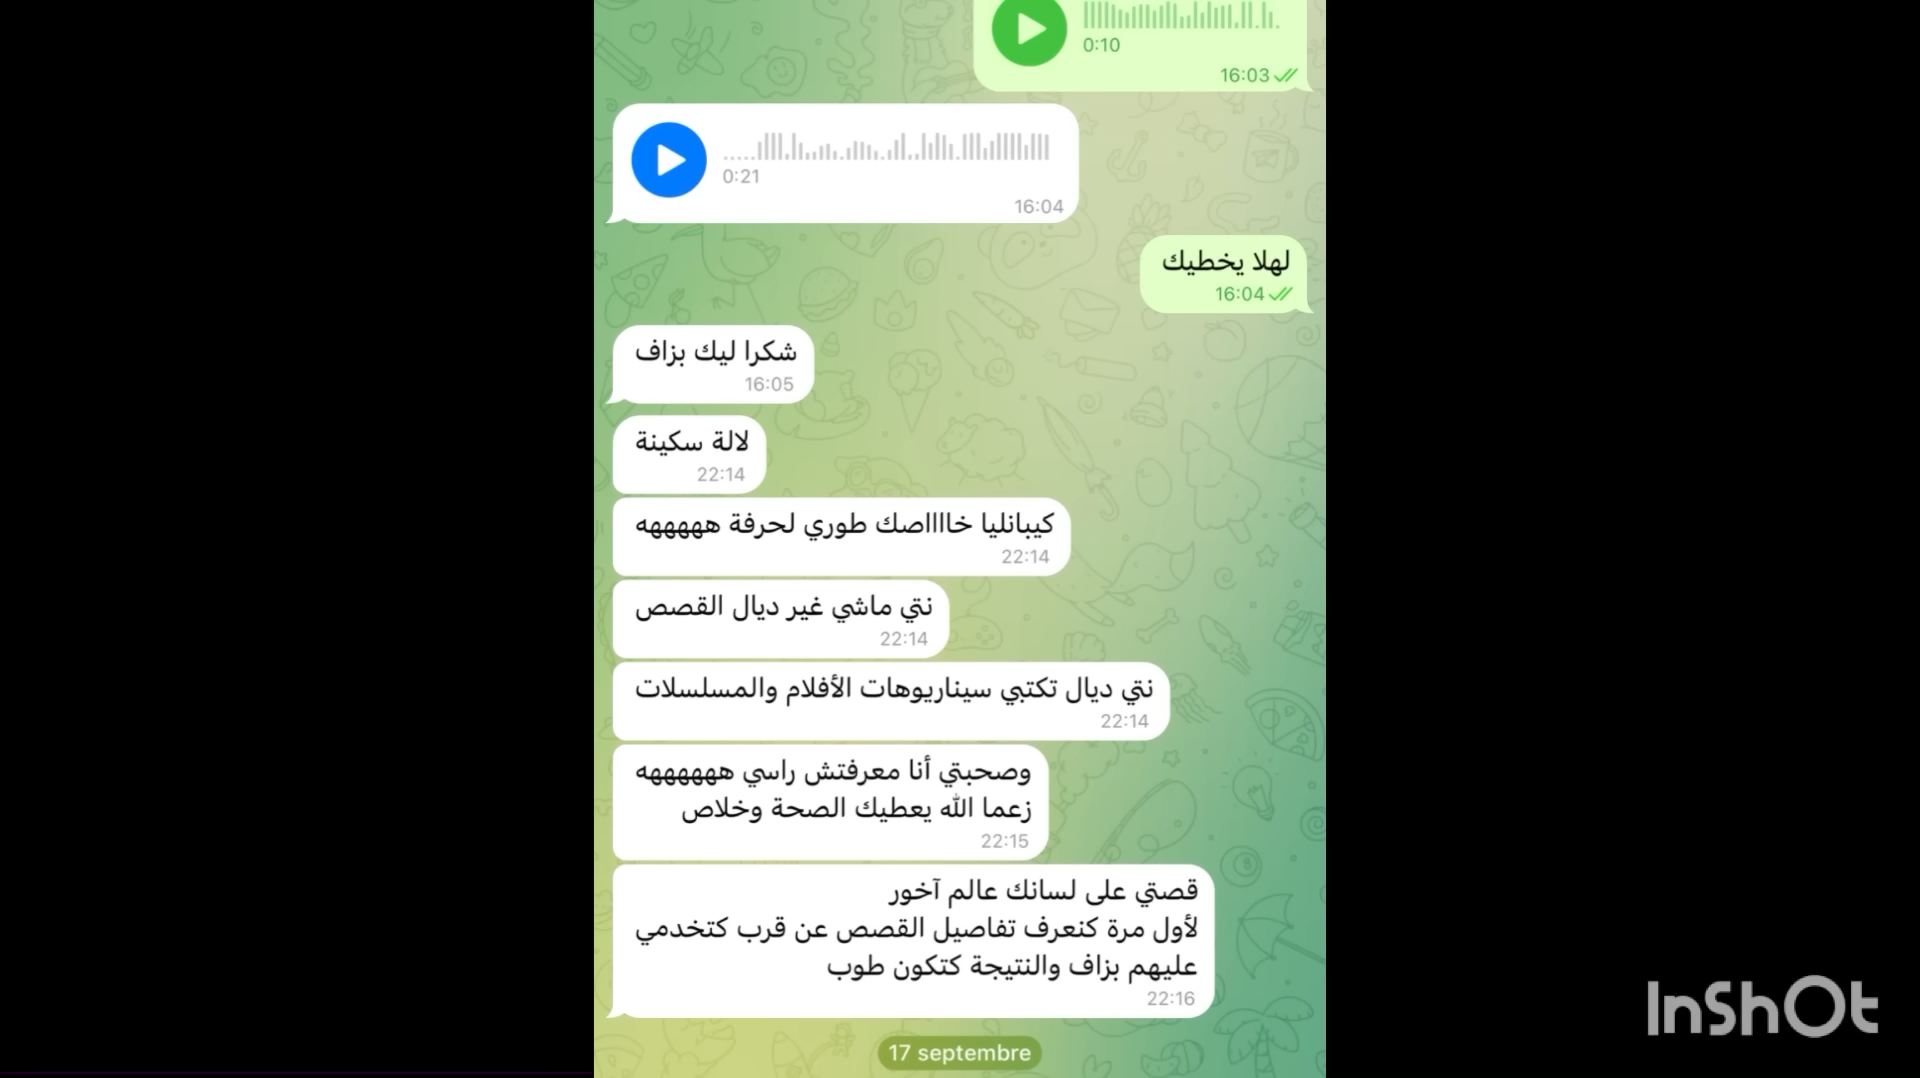 0:10
16:03
0:21
16:04
لهلا يخطيك
16:04
شكرا ليك بزاف
16:05
لالة سكينة
22:14
كيبانليا خااااصك طوري لحرفة هههههه
22:14
نتي ماشي غير ديال القصص
22:14
نتي ديال تكتبي سيناريوهات الأفلام والمسلسلات
22:14
وصحبتي أنا معرفتش راسي ههههههه
زعما الله يعطيك الصحة وخلاص
22:15
قصتي على لسانك عالم آخور
لأول مرة كنعرف تفاصيل القصص عن قرب كتخدمي
عليهم بزاف والنتيجة كتكون طوب
22:16
17 septembre
InShOt